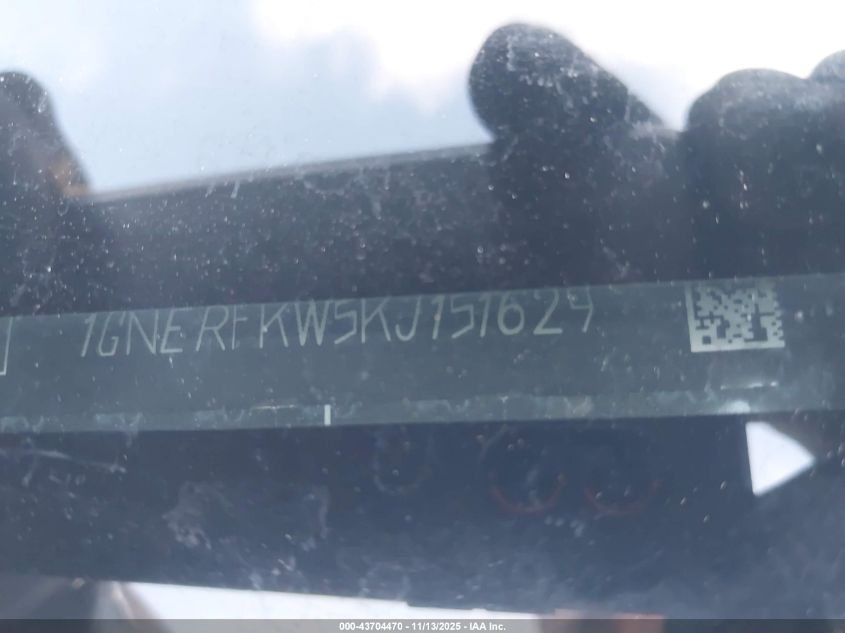 1GNERFKW5KJ151629
000-43704470 - 11/13/2025 - IAA Inc.